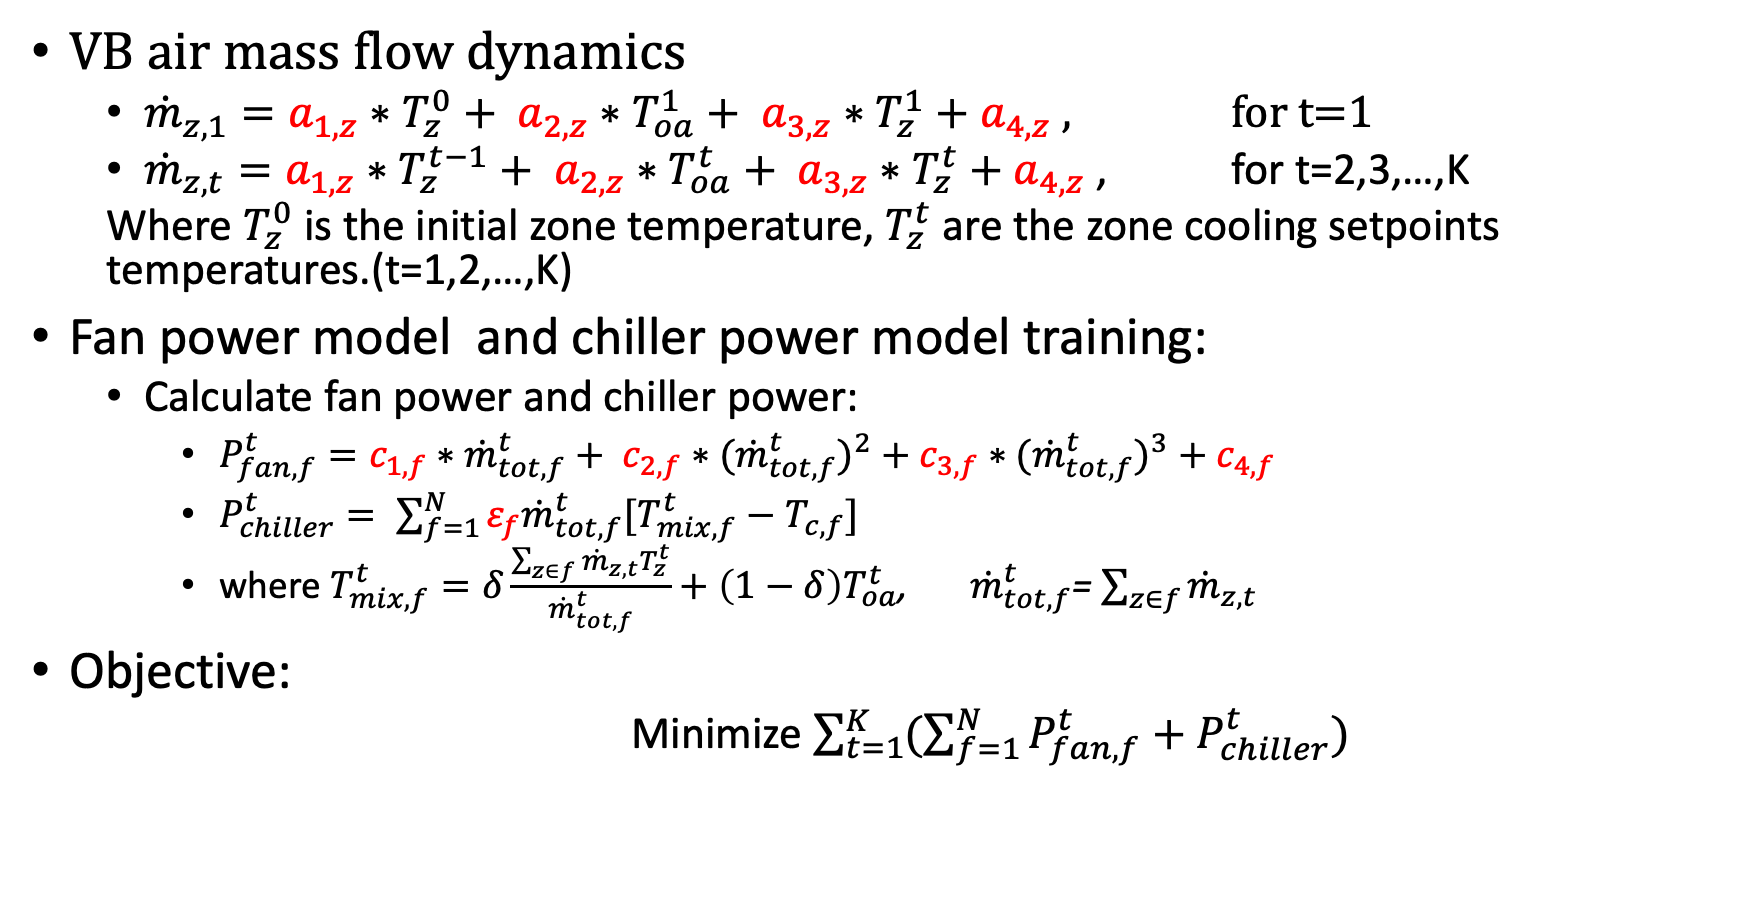 • VB air mass flow dynamics
• ṁ_{z,1} = a_{1,z} * T_z^0 + a_{2,z} * T_{oa}^1 + a_{3,z} * T_z^1 + a_{4,z} , for t=1
• ṁ_{z,t} = a_{1,z} * T_z^{t−1} + a_{2,z} * T_{oa}^t + a_{3,z} * T_z^t + a_{4,z} , for t=2,3,...,K
Where T_z^0 is the initial zone temperature, T_z^t are the zone cooling setpoints
temperatures.(t=1,2,...,K)
• Fan power model and chiller power model training:
• Calculate fan power and chiller power:
• P_{fan,f}^t = c_{1,f} * ṁ_{tot,f}^t + c_{2,f} * (ṁ_{tot,f}^t)^2 + c_{3,f} * (ṁ_{tot,f}^t)^3 + c_{4,f}
• P_{chiller}^t = ∑_{f=1}^N ε_f ṁ_{tot,f}^t [T_{mix,f}^t − T_{c,f}]
• where T_{mix,f}^t = δ \frac{∑_{z∈f} ṁ_{z,t} T_z^t}{ṁ_{tot,f}^t} + (1 − δ)T_{oa}^t, ṁ_{tot,f}^t = ∑_{z∈f} ṁ_{z,t}
• Objective:
Minimize ∑_{t=1}^K (∑_{f=1}^N P_{fan,f}^t + P_{chiller}^t)